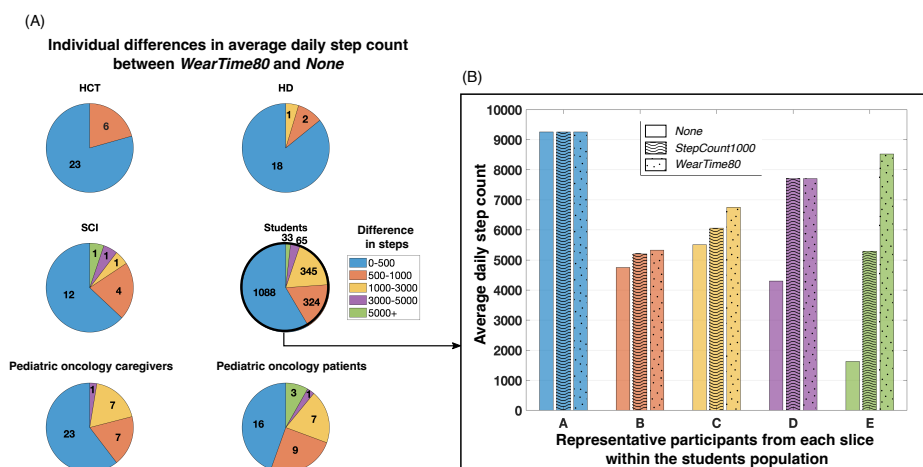 (A)
Individual differences in average daily step count
between WearTime80 and None
HCT
6
23
HD
1
2
18
SCI
1
1
1
4
12
Students
33
65
345
324
1088
Difference
in steps
0-500
500-1000
1000-3000
3000-5000
5000+
Pediatric oncology caregivers
1
7
7
23
Pediatric oncology patients
3
1
7
9
16
(B)
10000
9000
8000
7000
6000
5000
4000
3000
2000
1000
0
Average daily step count
None
StepCount1000
WearTime80
A B C D E
Representative participants from each slice
within the students population